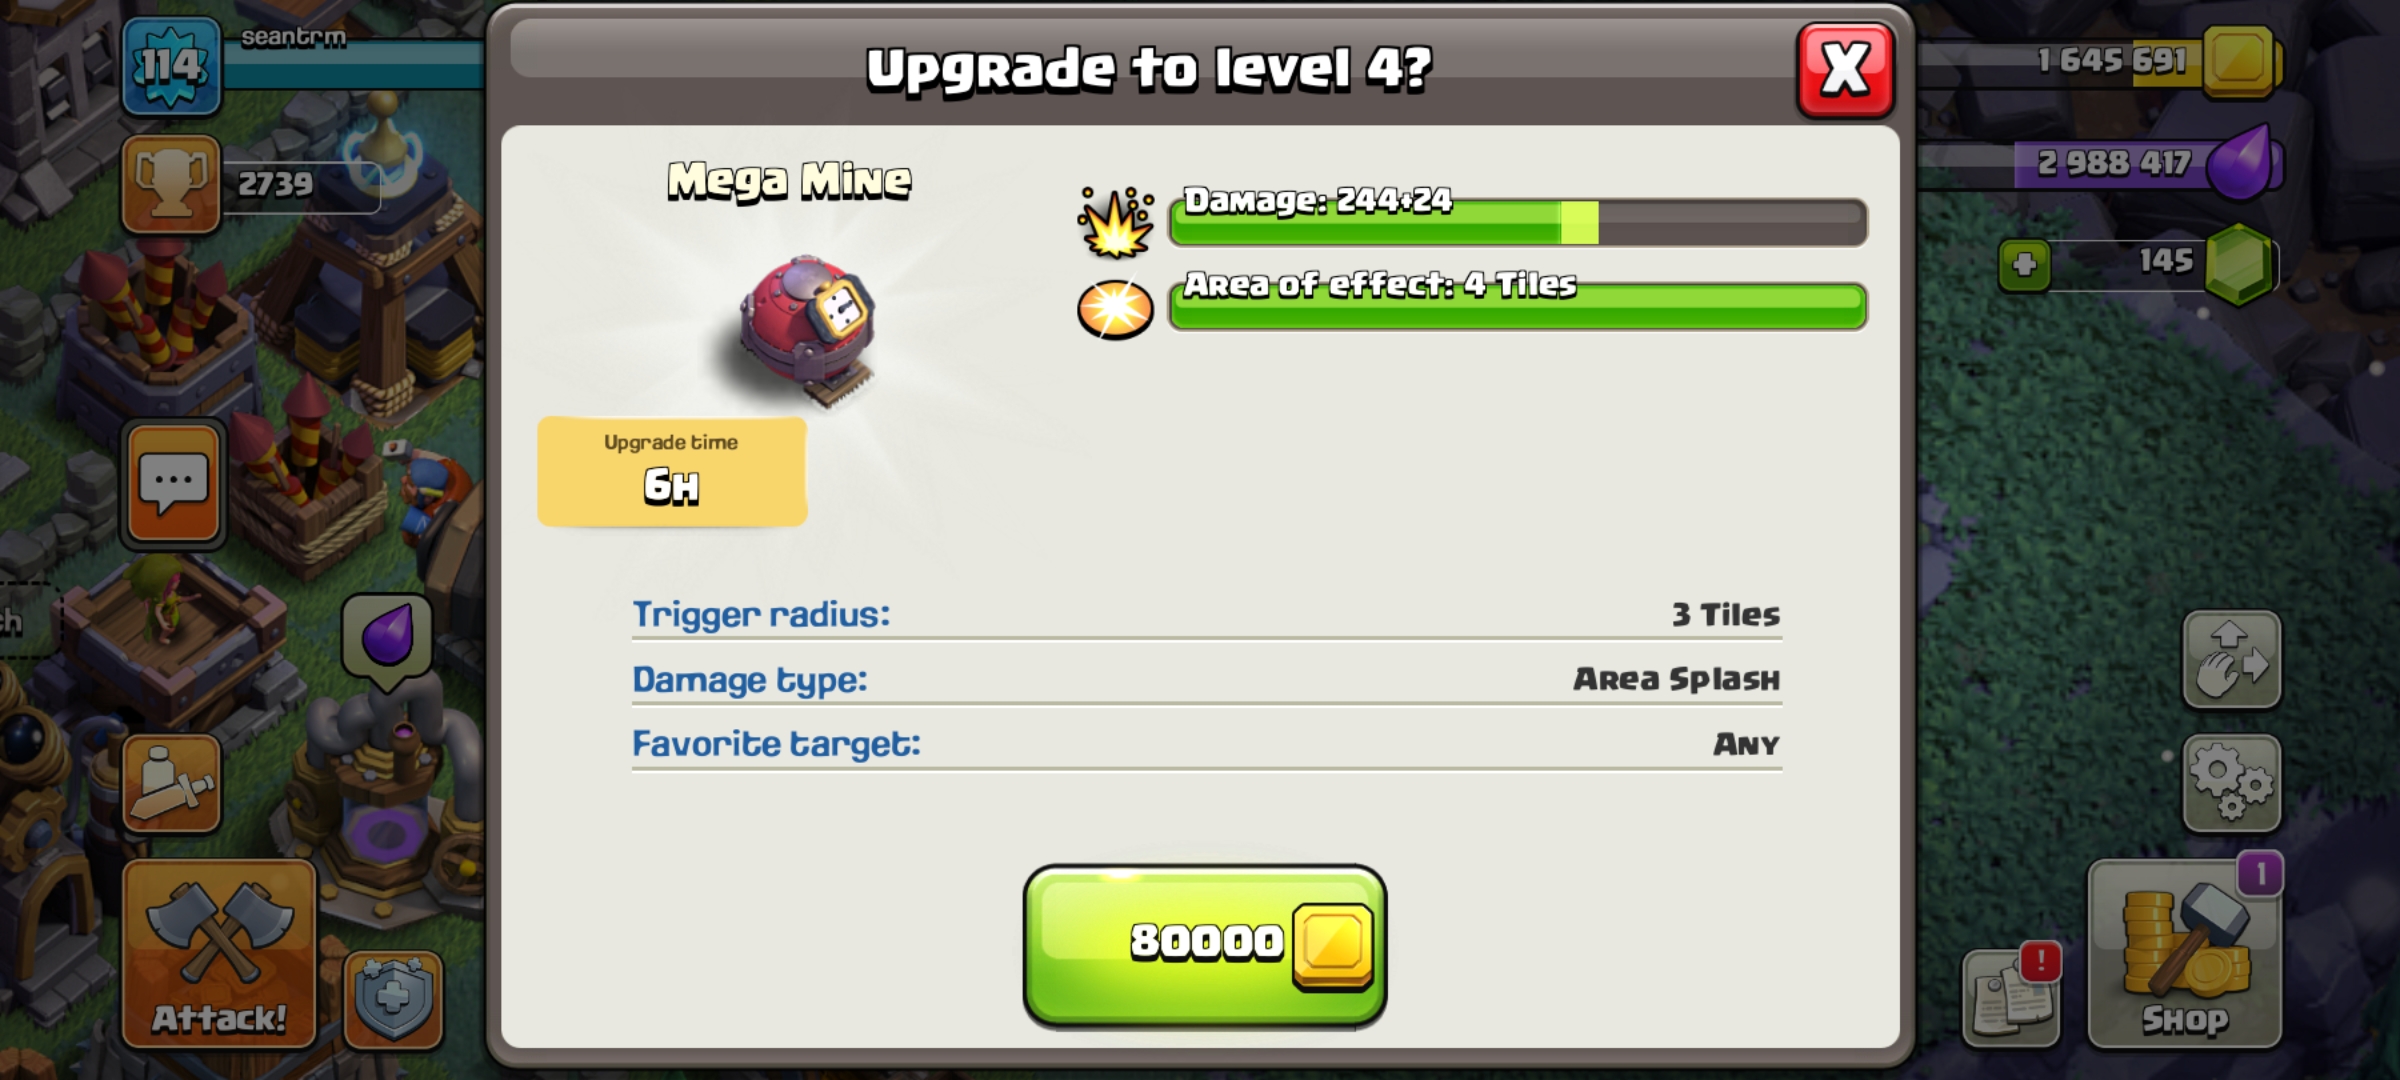 114
seantrm
Upgrade to level 4?
X
1 645 691
2739
Mega Mine
Damage: 244+24
2 988 417
Area of effect: 4 Tiles
145
Upgrade time
6H
Trigger radius: 3 Tiles
Damage type: Area Splash
Favorite target: Any
80000
1
!
Attack!
Shop